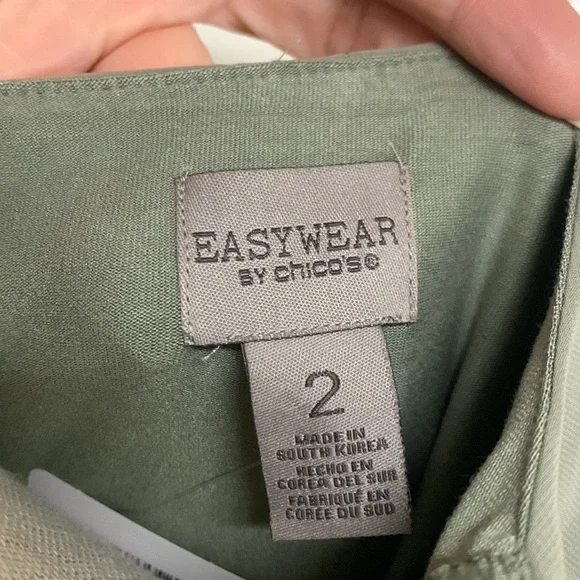 EASYWEAR
BY chico's®
2
MADE IN
SOUTH KOREA
HECHO EN
COREA DEL SUR
FABRIQUÉ EN
CORÉE DU SUD